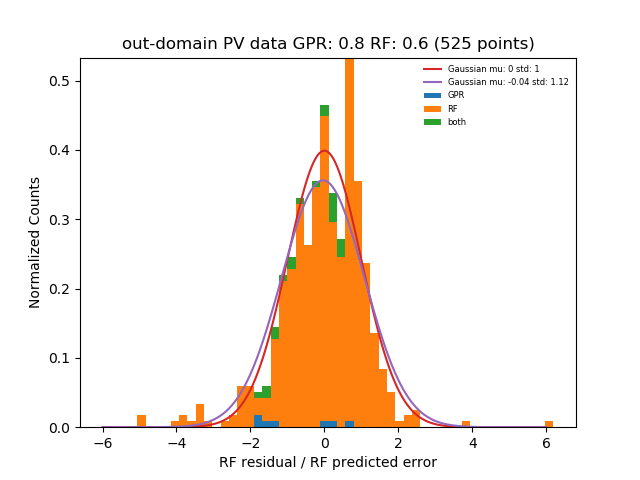 out-domain PV data GPR: 0.8 RF: 0.6 (525 points)
Gaussian mu: 0 std: 1
Gaussian mu: -0.04 std: 1.12
GPR
RF
both
Normalized Counts
0.5
0.4
0.3
0.2
0.1
0.0
−6 −4 −2 0 2 4 6
RF residual / RF predicted error